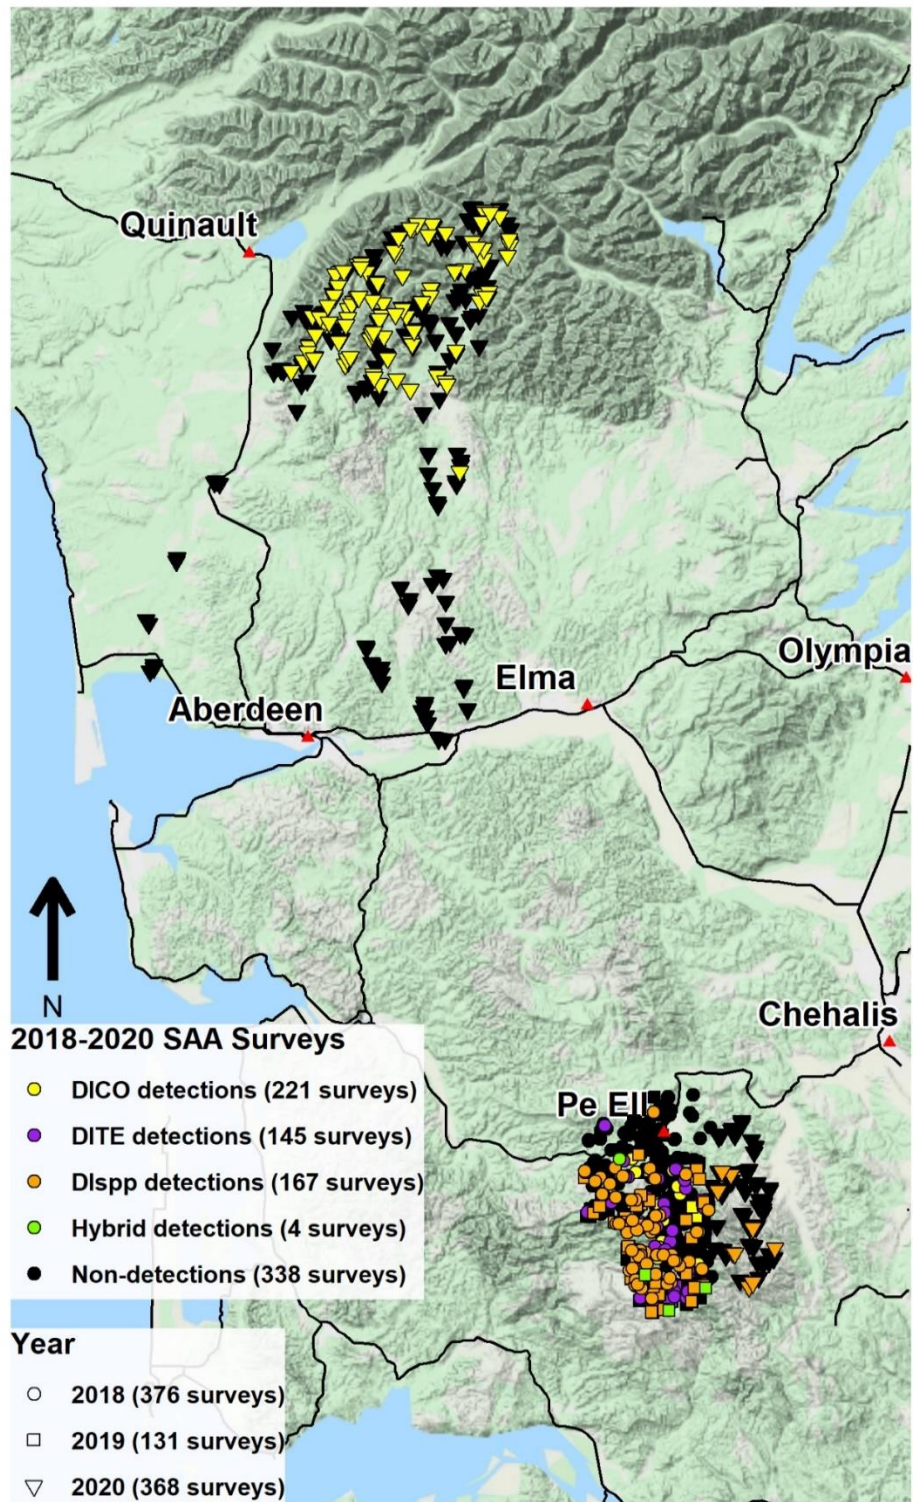 Quinault
Olympia
Elma
Aberdeen
N
Chehalis
2018-2020 SAA Surveys
DICO detections (221 surveys)
Pe Ell
DITE detections (145 surveys)
DIspp detections (167 surveys)
Hybrid detections (4 surveys)
Non-detections (338 surveys)
Year
2018 (376 surveys)
2019 (131 surveys)
2020 (368 surveys)